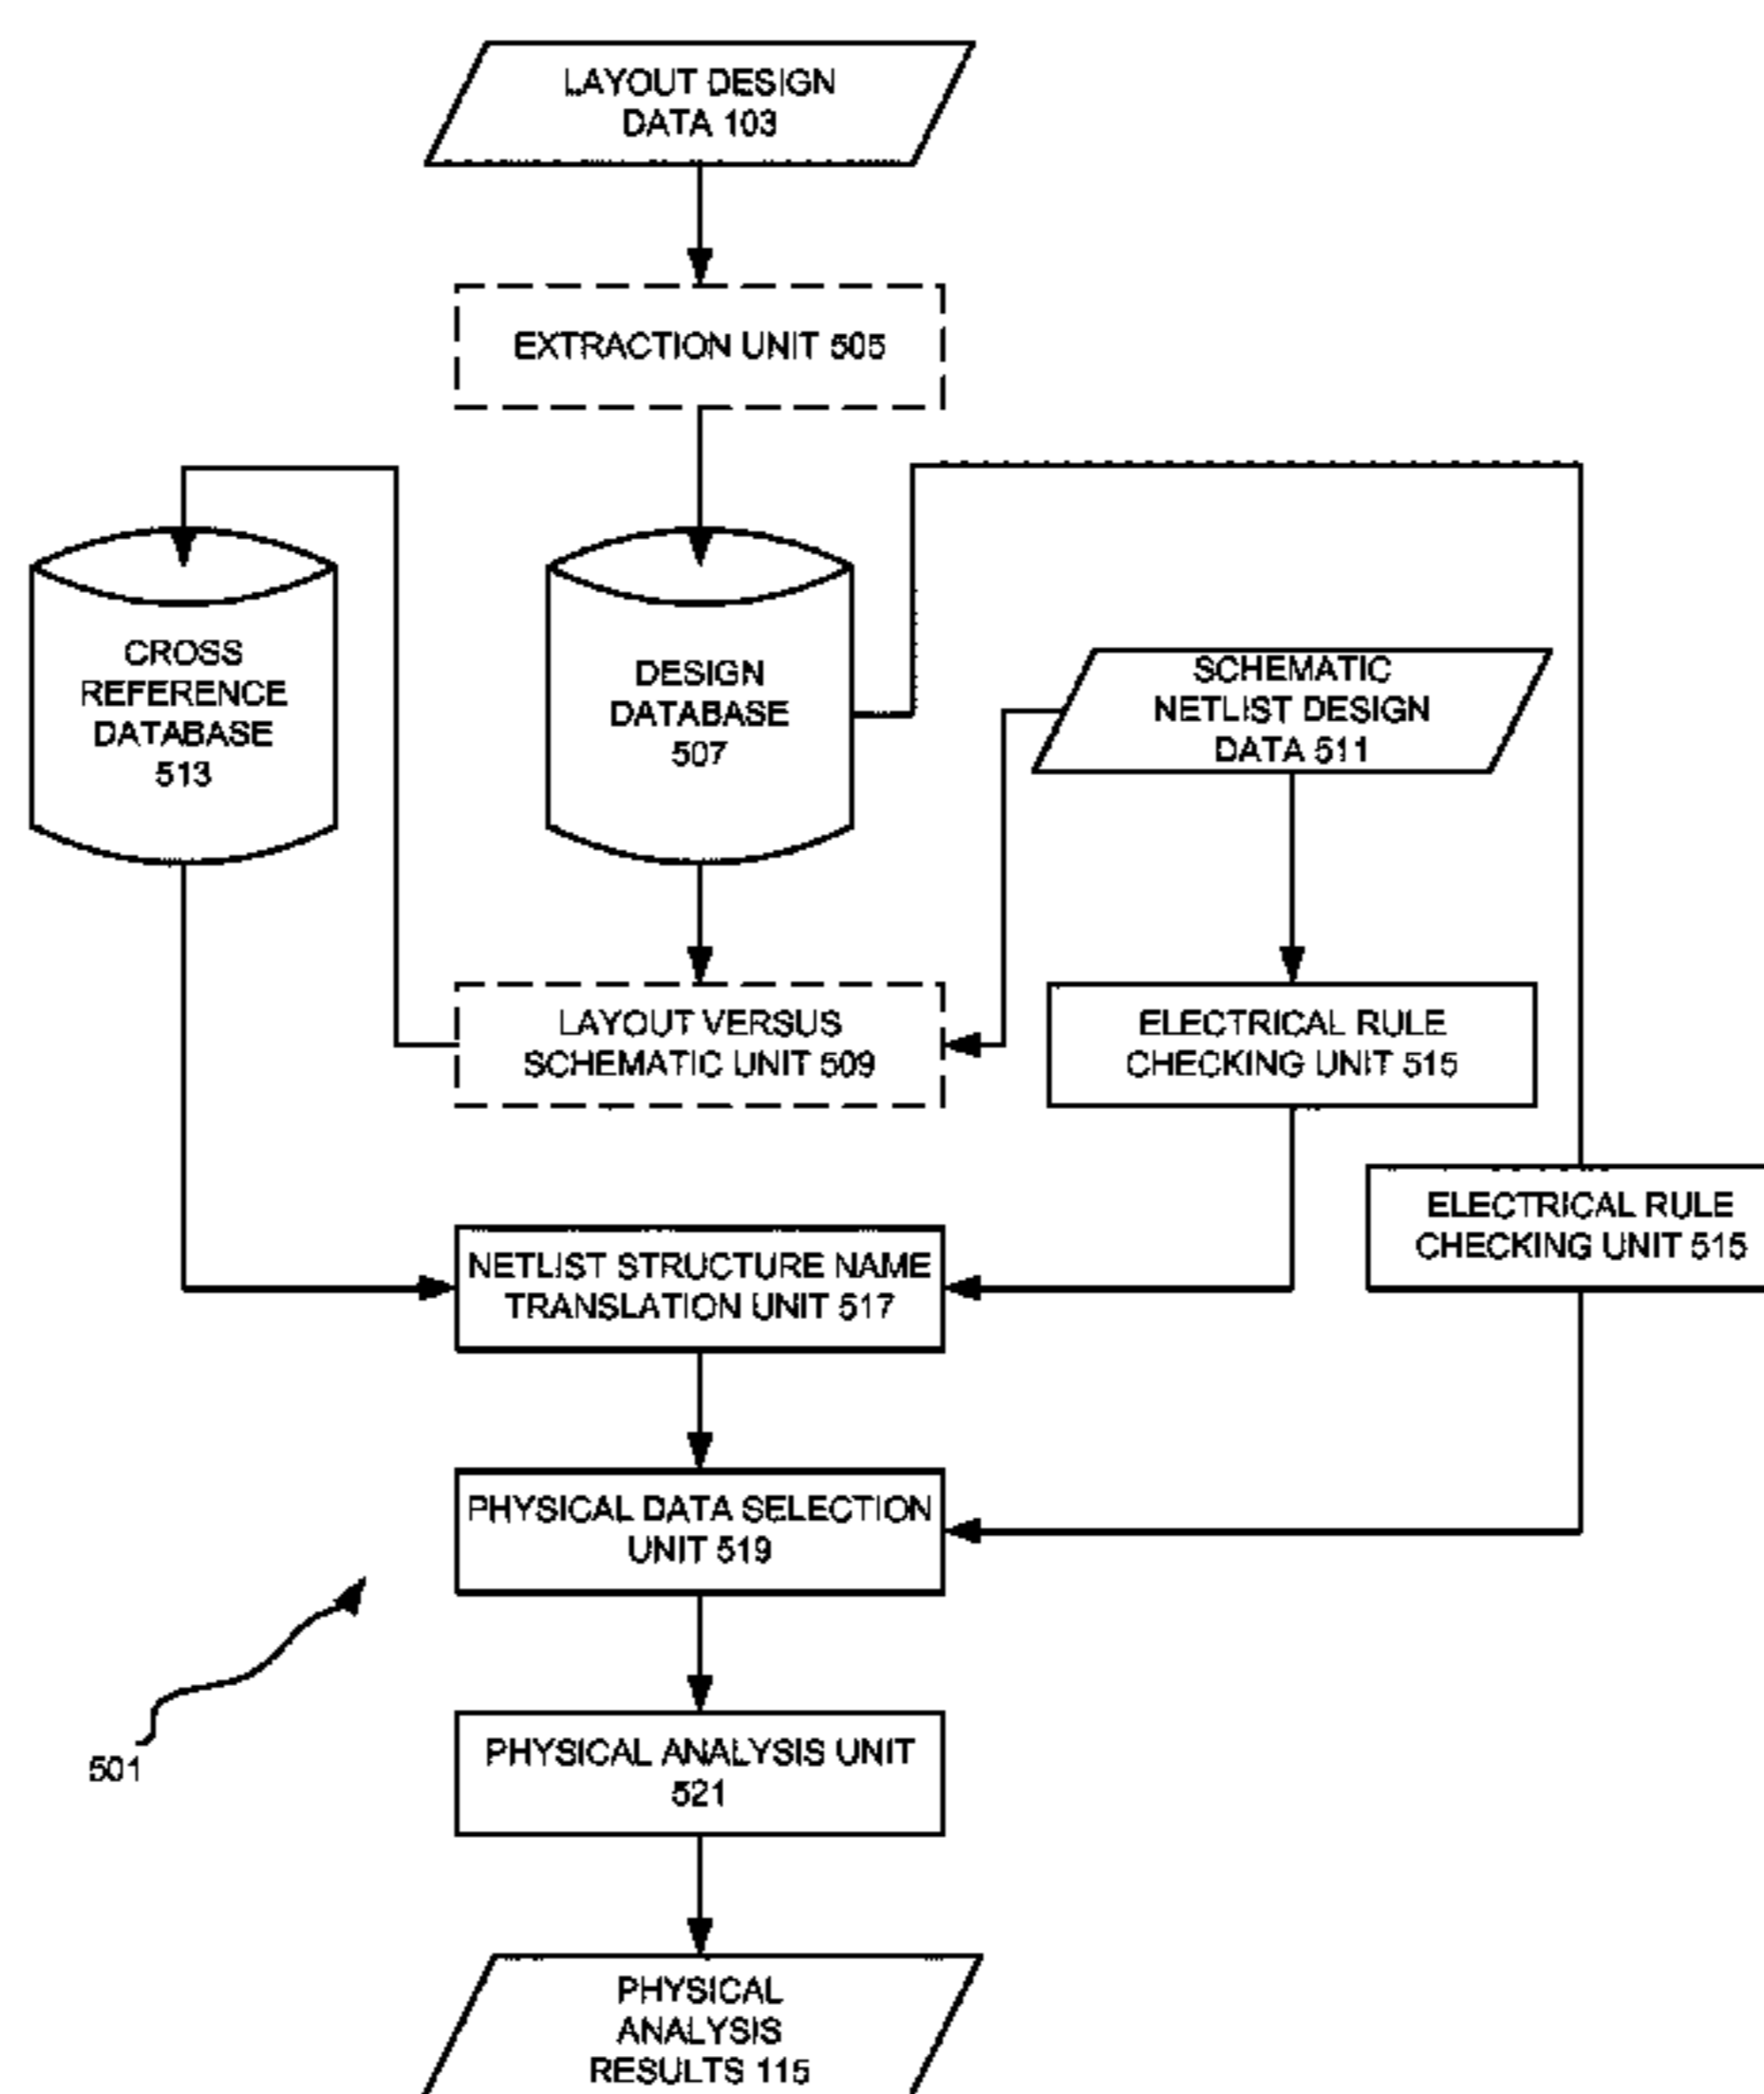 LAYOUT DESIGN
DATA 103
EXTRACTION UNIT 505
CROSS
REFERENCE
DATABASE
513
DESIGN
DATABASE
507
SCHEMATIC
NETLIST DESIGN
DATA 511
LAYOUT VERSUS
SCHEMATIC UNIT 509
ELECTRICAL RULE
CHECKING UNIT 515
ELECTRICAL RULE
CHECKING UNIT 515
NETLIST STRUCTURE NAME
TRANSLATION UNIT 517
PHYSICAL DATA SELECTION
UNIT 519
501
PHYSICAL ANALYSIS UNIT
521
PHYSICAL
ANALYSIS
RESULTS 115